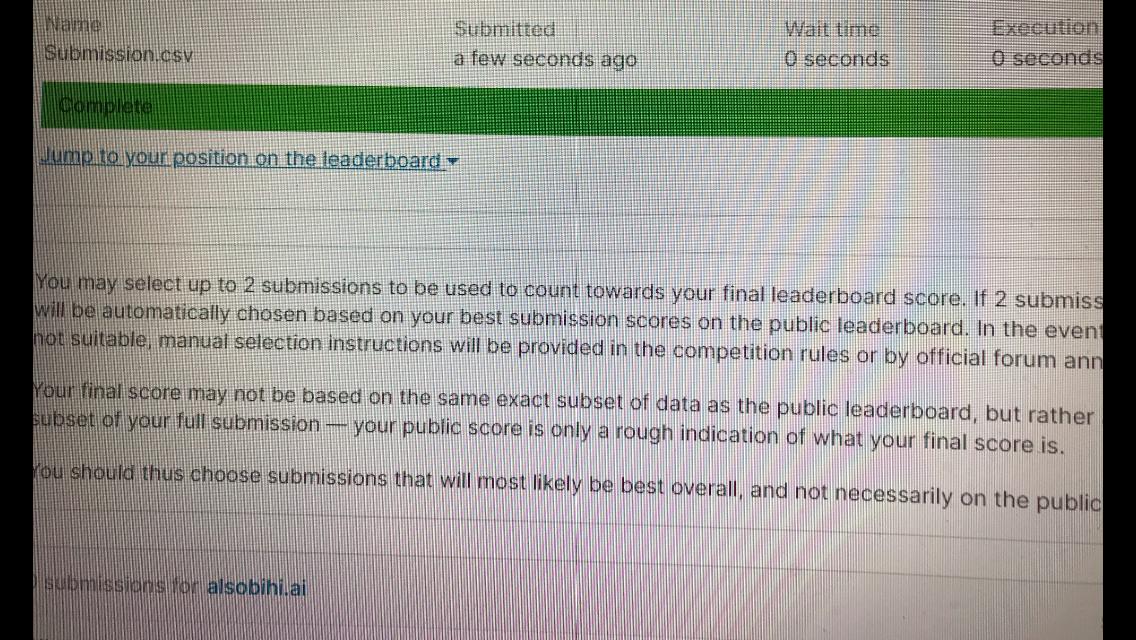 Name Submitted Wait time Execution
Submission.csv a few seconds ago 0 seconds 0 seconds
Complete
Jump to your position on the leaderboard
You may select up to 2 submissions to be used to count towards your final leaderboard score. If 2 submiss
will be automatically chosen based on your best submission scores on the public leaderboard. In the event
not suitable, manual selection instructions will be provided in the competition rules or by official forum ann
Your final score may not be based on the same exact subset of data as the public leaderboard, but rather
subset of your full submission — your public score is only a rough indication of what your final score is.
You should thus choose submissions that will most likely be best overall, and not necessarily on the public
submissions for alsobihi.ai